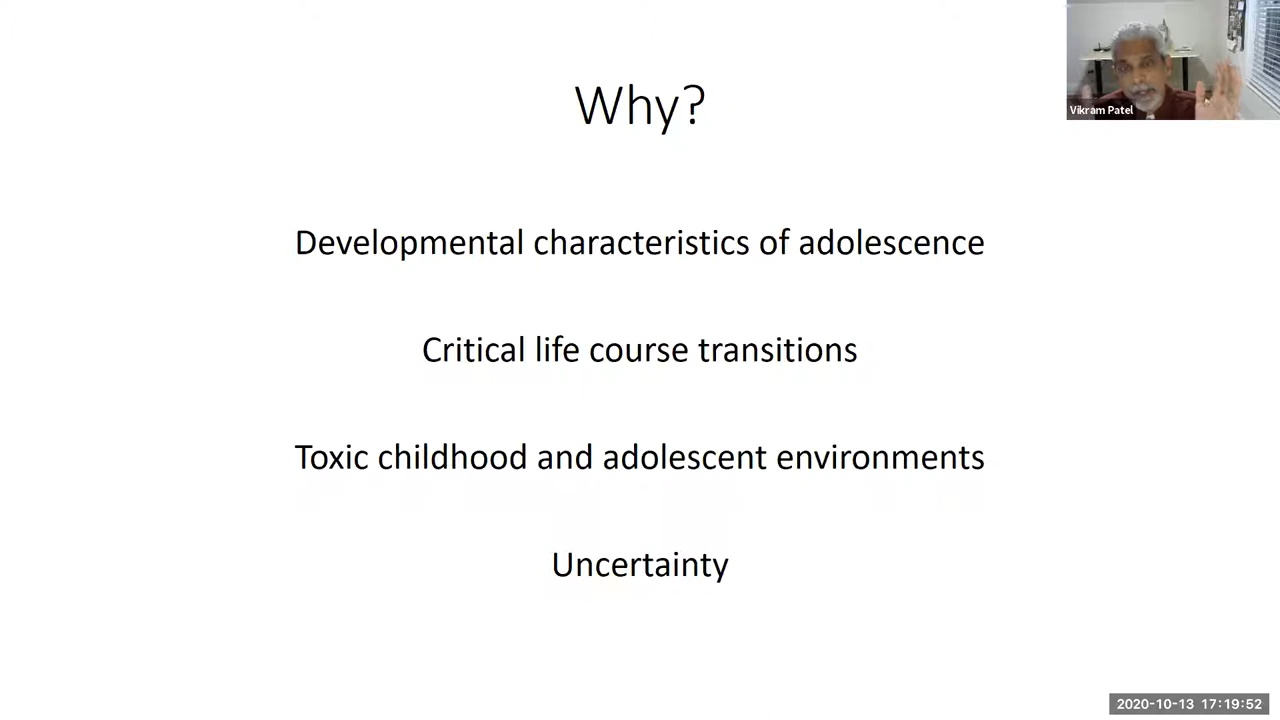 Why?
Vikram Patel
Developmental characteristics of adolescence
Critical life course transitions
Toxic childhood and adolescent environments
Uncertainty
2020-10-13 17:19:52